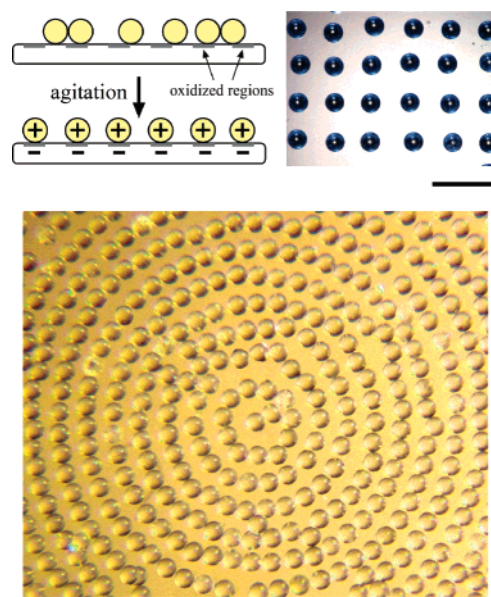 agitation
oxidized regions
+ + + + + +
- - - - - -